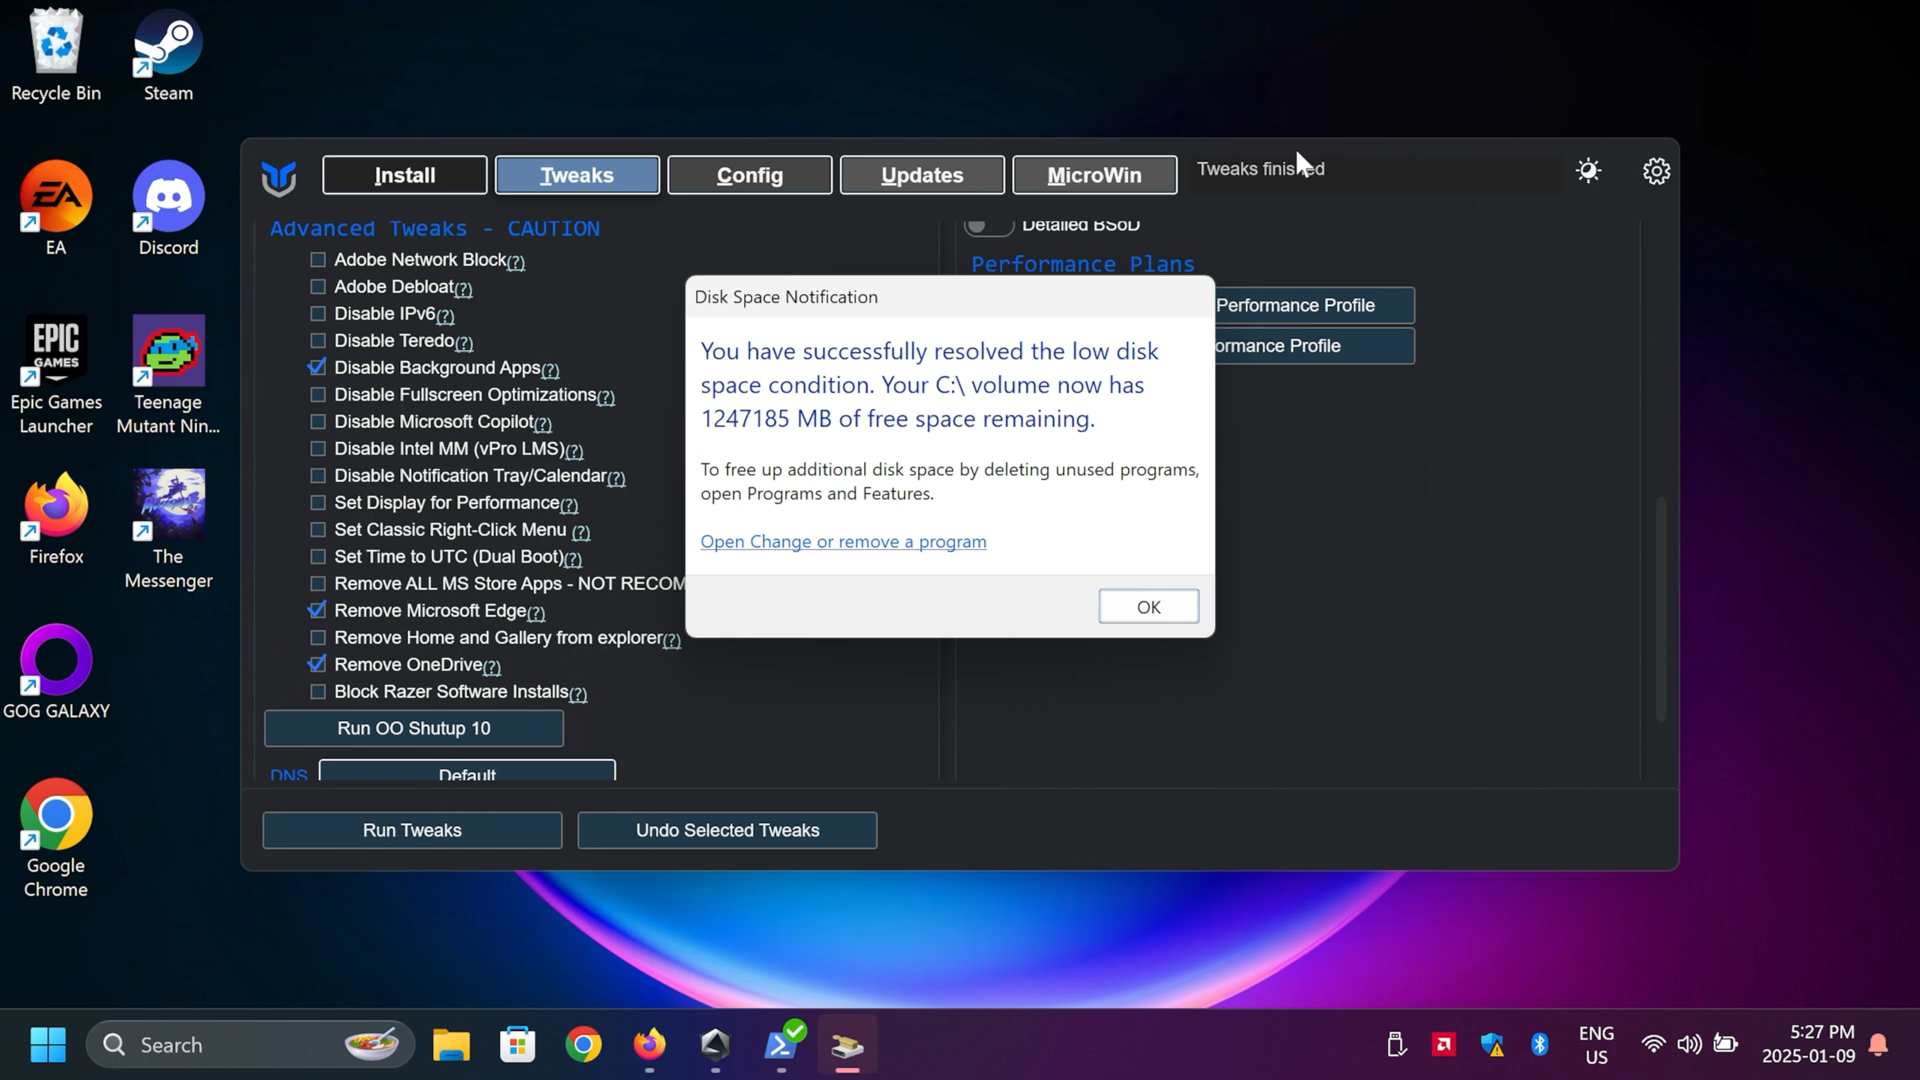 Recycle Bin
Steam
EA
Discord
EPIC
GAMES
Epic Games
Launcher
Teenage
Mutant Nin...
Firefox
The
Messenger
GOG GALAXY
Google
Chrome
Install
Tweaks
Config
Updates
MicroWin
Tweaks finished
Advanced Tweaks - CAUTION
Adobe Network Block(?)
Adobe Debloat(?)
Disable IPv6(?)
Disable Teredo(?)
Disable Background Apps(?)
Disable Fullscreen Optimizations(?)
Disable Microsoft Copilot(?)
Disable Intel MM (vPro LMS)(?)
Disable Notification Tray/Calendar(?)
Set Display for Performance(?)
Set Classic Right-Click Menu (?)
Set Time to UTC (Dual Boot)(?)
Remove ALL MS Store Apps - NOT RECOM
Remove Microsoft Edge(?)
Remove Home and Gallery from explorer(?)
Remove OneDrive(?)
Block Razer Software Installs(?)
Run OO Shutup 10
DNS
Default
Run Tweaks
Undo Selected Tweaks
Detailed BSoD
Performance Plans
Performance Profile
ormance Profile
Disk Space Notification
You have successfully resolved the low disk
space condition. Your C:\ volume now has
1247185 MB of free space remaining.
To free up additional disk space by deleting unused programs,
open Programs and Features.
Open Change or remove a program
OK
Search
ENG
US
5:27 PM
2025-01-09